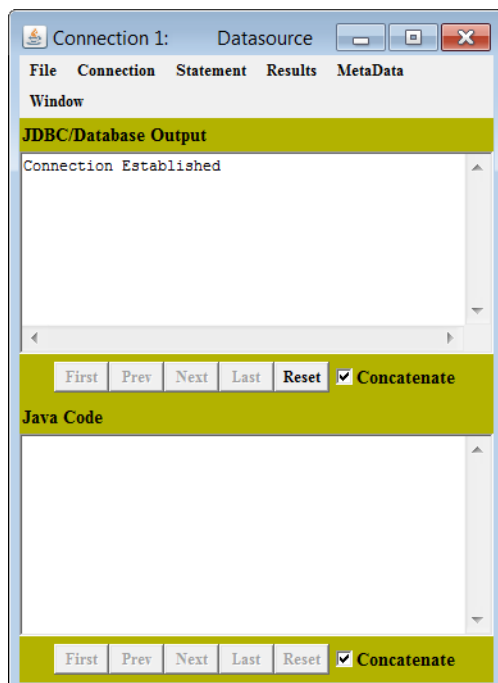 Connection 1: Datasource
File Connection Statement Results MetaData
Window
JDBC/Database Output
Connection Established
First Prev Next Last Reset Concatenate
Java Code
First Prev Next Last Reset Concatenate